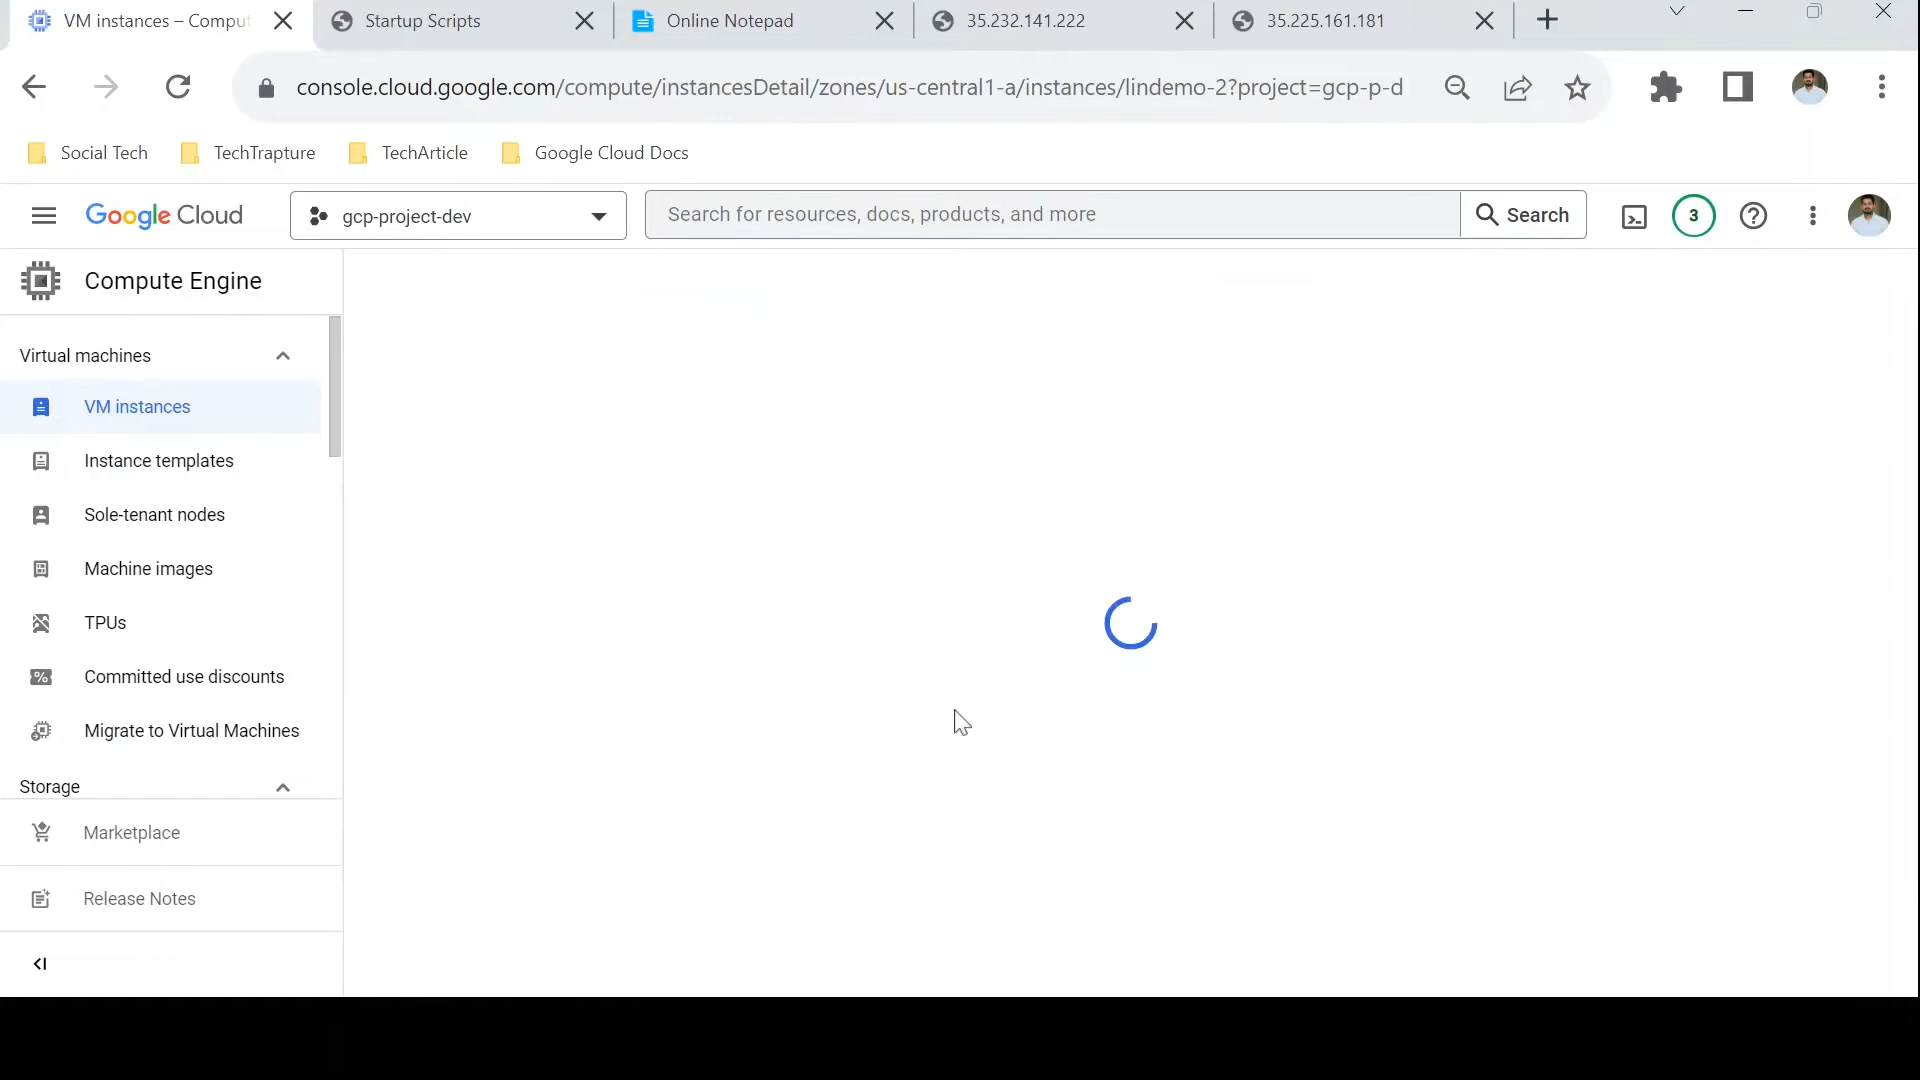 VM instances – Comput
Startup Scripts
Online Notepad
35.232.141.222
35.225.161.181
console.cloud.google.com/compute/instancesDetail/zones/us-central1-a/instances/lindemo-2?project=gcp-p-d
Social Tech
TechTrapture
TechArticle
Google Cloud Docs
Google Cloud
gcp-project-dev
Search for resources, docs, products, and more
Search
3
Compute Engine
Virtual machines
VM instances
Instance templates
Sole-tenant nodes
Machine images
TPUs
Committed use discounts
Migrate to Virtual Machines
Storage
Marketplace
Release Notes